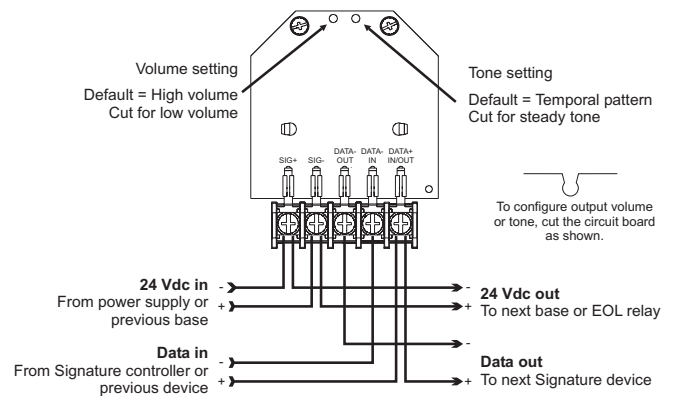 Volume setting
Default = High volume
Cut for low volume
Tone setting
Default = Temporal pattern
Cut for steady tone
SIG+
SIG-
DATA-
OUT
DATA-
IN
DATA+
IN/OUT
To configure output volume
or tone, cut the circuit board
as shown.
24 Vdc in
From power supply or
previous base
-
+
-
+
24 Vdc out
To next base or EOL relay
Data in
From Signature controller or
previous device
-
+
-
+
Data out
To next Signature device